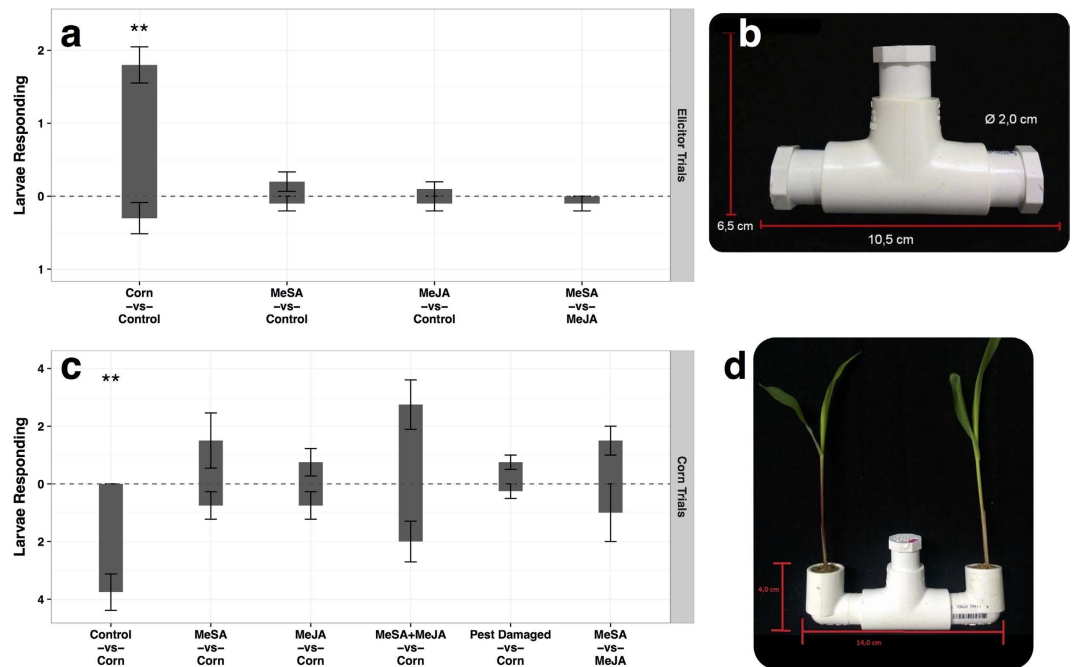 a
**
Larvae Responding
2
1
0
1
Elicitor Trials
Corn
–vs–
Control
MeSA
–vs–
Control
MeJA
–vs–
Control
MeSA
–vs–
MeJA
b
Ø 2,0 cm
6,5 cm
10,5 cm
c
**
Larvae Responding
4
2
0
2
4
Corn Trials
Control
–vs–
Corn
MeSA
–vs–
Corn
MeJA
–vs–
Corn
MeSA+MeJA
–vs–
Corn
Pest Damaged
–vs–
Corn
MeSA
–vs–
MeJA
d
4,0 cm
14,0 cm